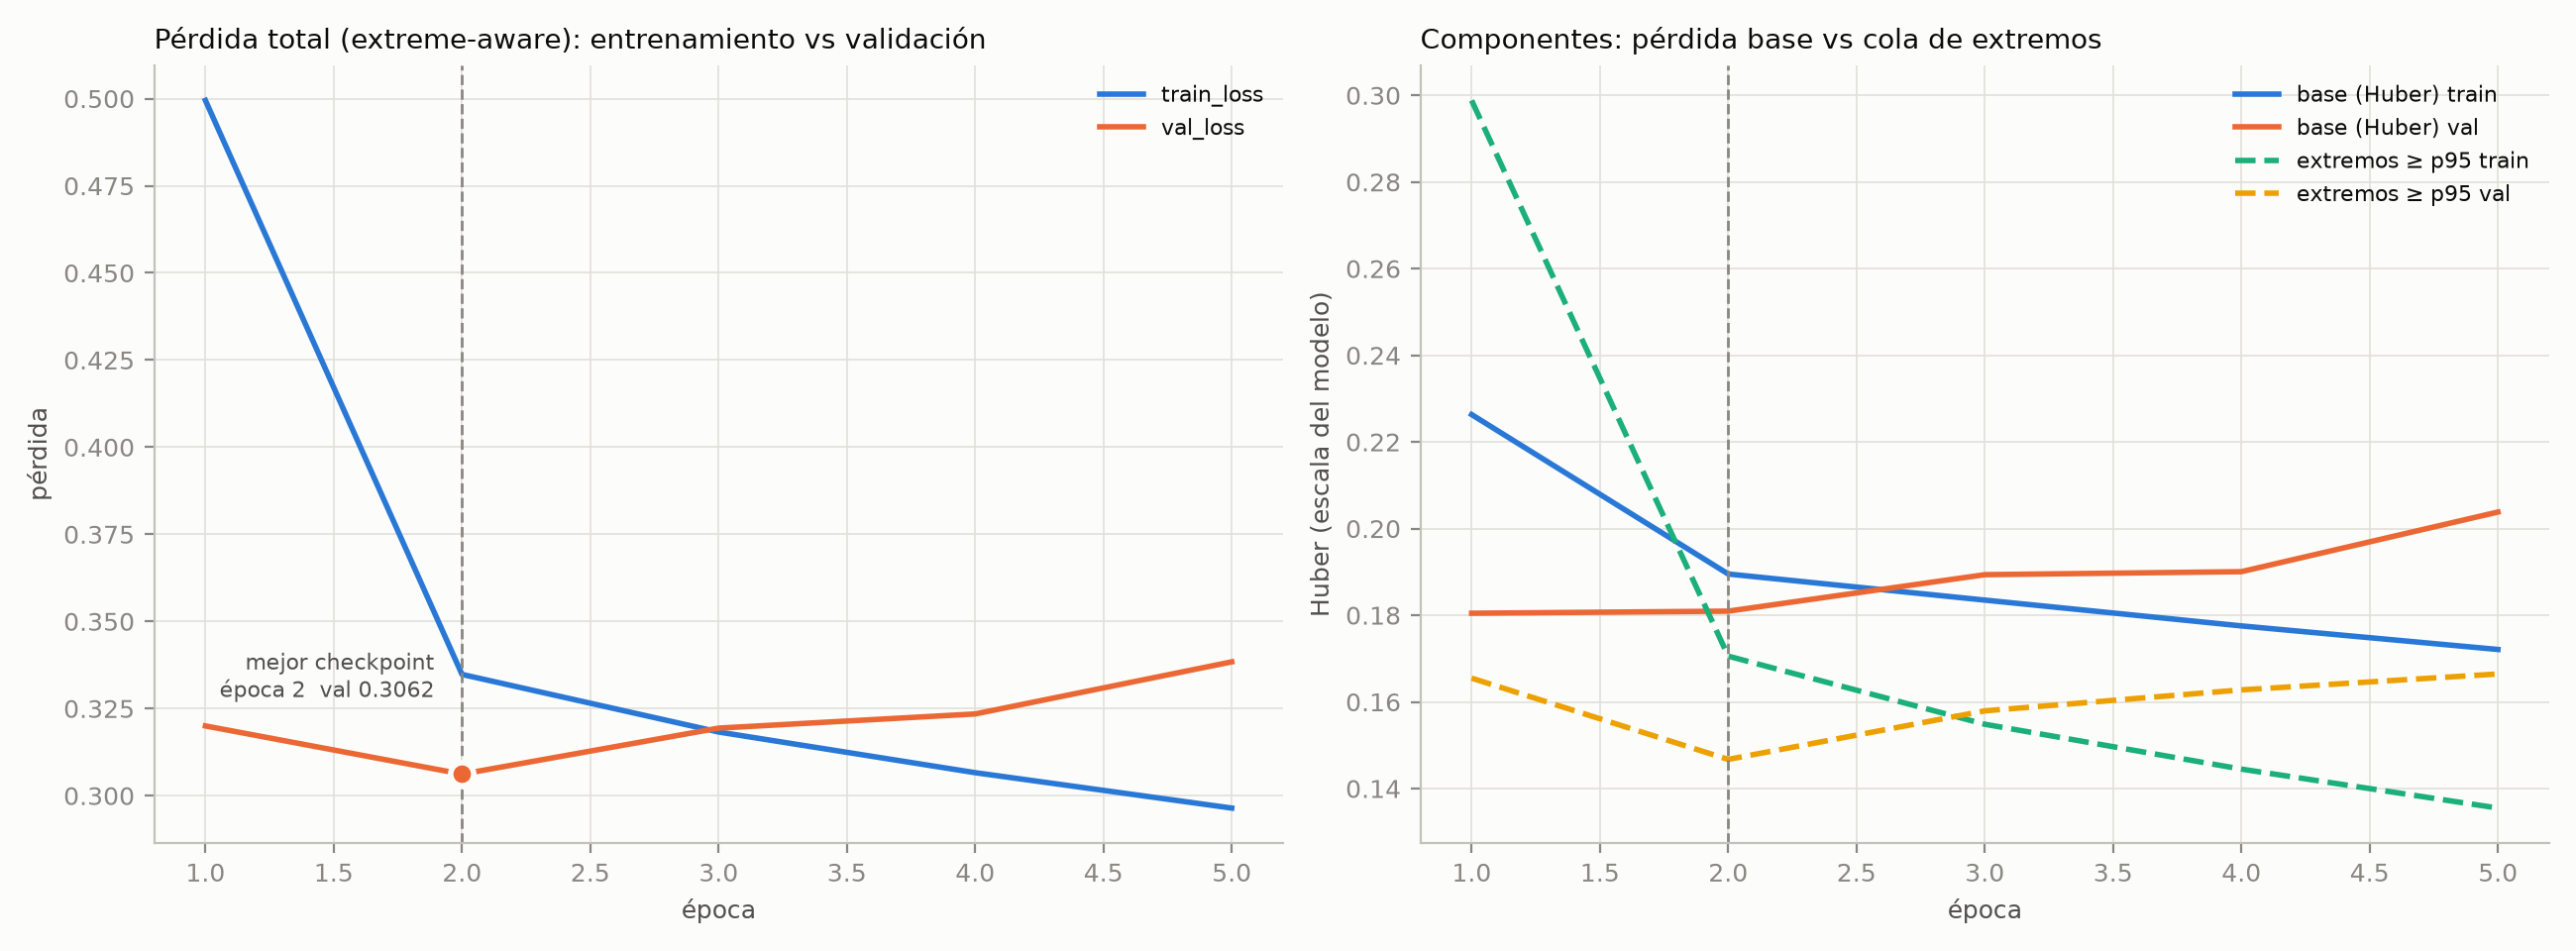 Pérdida total (extreme-aware): entrenamiento vs validación
train_loss
val_loss
0.500
0.475
0.450
0.425
0.400
0.375
0.350
0.325
0.300
pérdida
mejor checkpoint
época 2  val 0.3062
1.0 1.5 2.0 2.5 3.0 3.5 4.0 4.5 5.0
época
Componentes: pérdida base vs cola de extremos
base (Huber) train
base (Huber) val
extremos ≥ p95 train
extremos ≥ p95 val
0.30
0.28
0.26
0.24
0.22
0.20
0.18
0.16
0.14
Huber (escala del modelo)
1.0 1.5 2.0 2.5 3.0 3.5 4.0 4.5 5.0
época